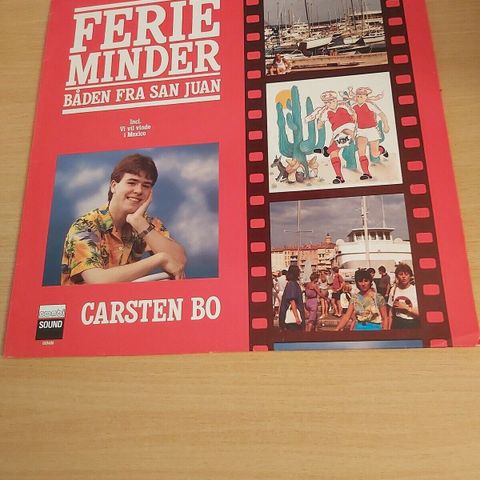 FERIE
MINDER
BÅDEN FRA SAN JUAN
Incl.
Vi vil vinde
i Mexico
CARSTEN BO
SOUND